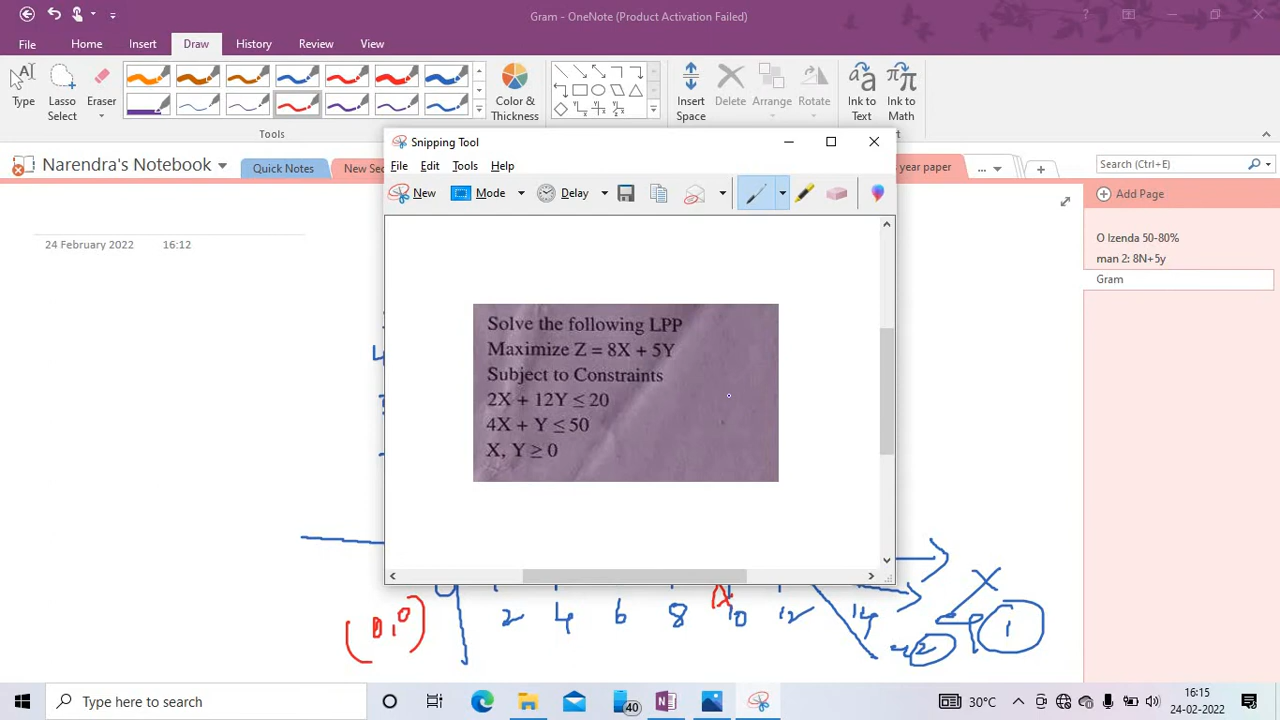 Gram - OneNote (Product Activation Failed)
File Home Insert Draw History Review View
Type
Lasso Select
Eraser
Color & Thickness
Insert Space
Delete
Arrange
Rotate
Ink to Text
Ink to Math
Tools
Narendra's Notebook
Quick Notes
New Sec
year paper
...
Search (Ctrl+E)
Add Page
24 February 2022 16:12
O Izenda 50-80%
man 2: 8N+5y
Gram
Snipping Tool
File Edit Tools Help
New Mode Delay
Solve the following LPP
Maximize Z = 8X + 5Y
Subject to Constraints
2X + 12Y ≤ 20
4X + Y ≤ 50
X, Y ≥ 0
X
(0,0)
2 4 6 8 10 12 14
A
2
1
Type here to search
40
30°C
16:15
24-02-2022